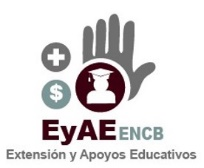 $
EyAE ENCB
Extensión y Apoyos Educativos